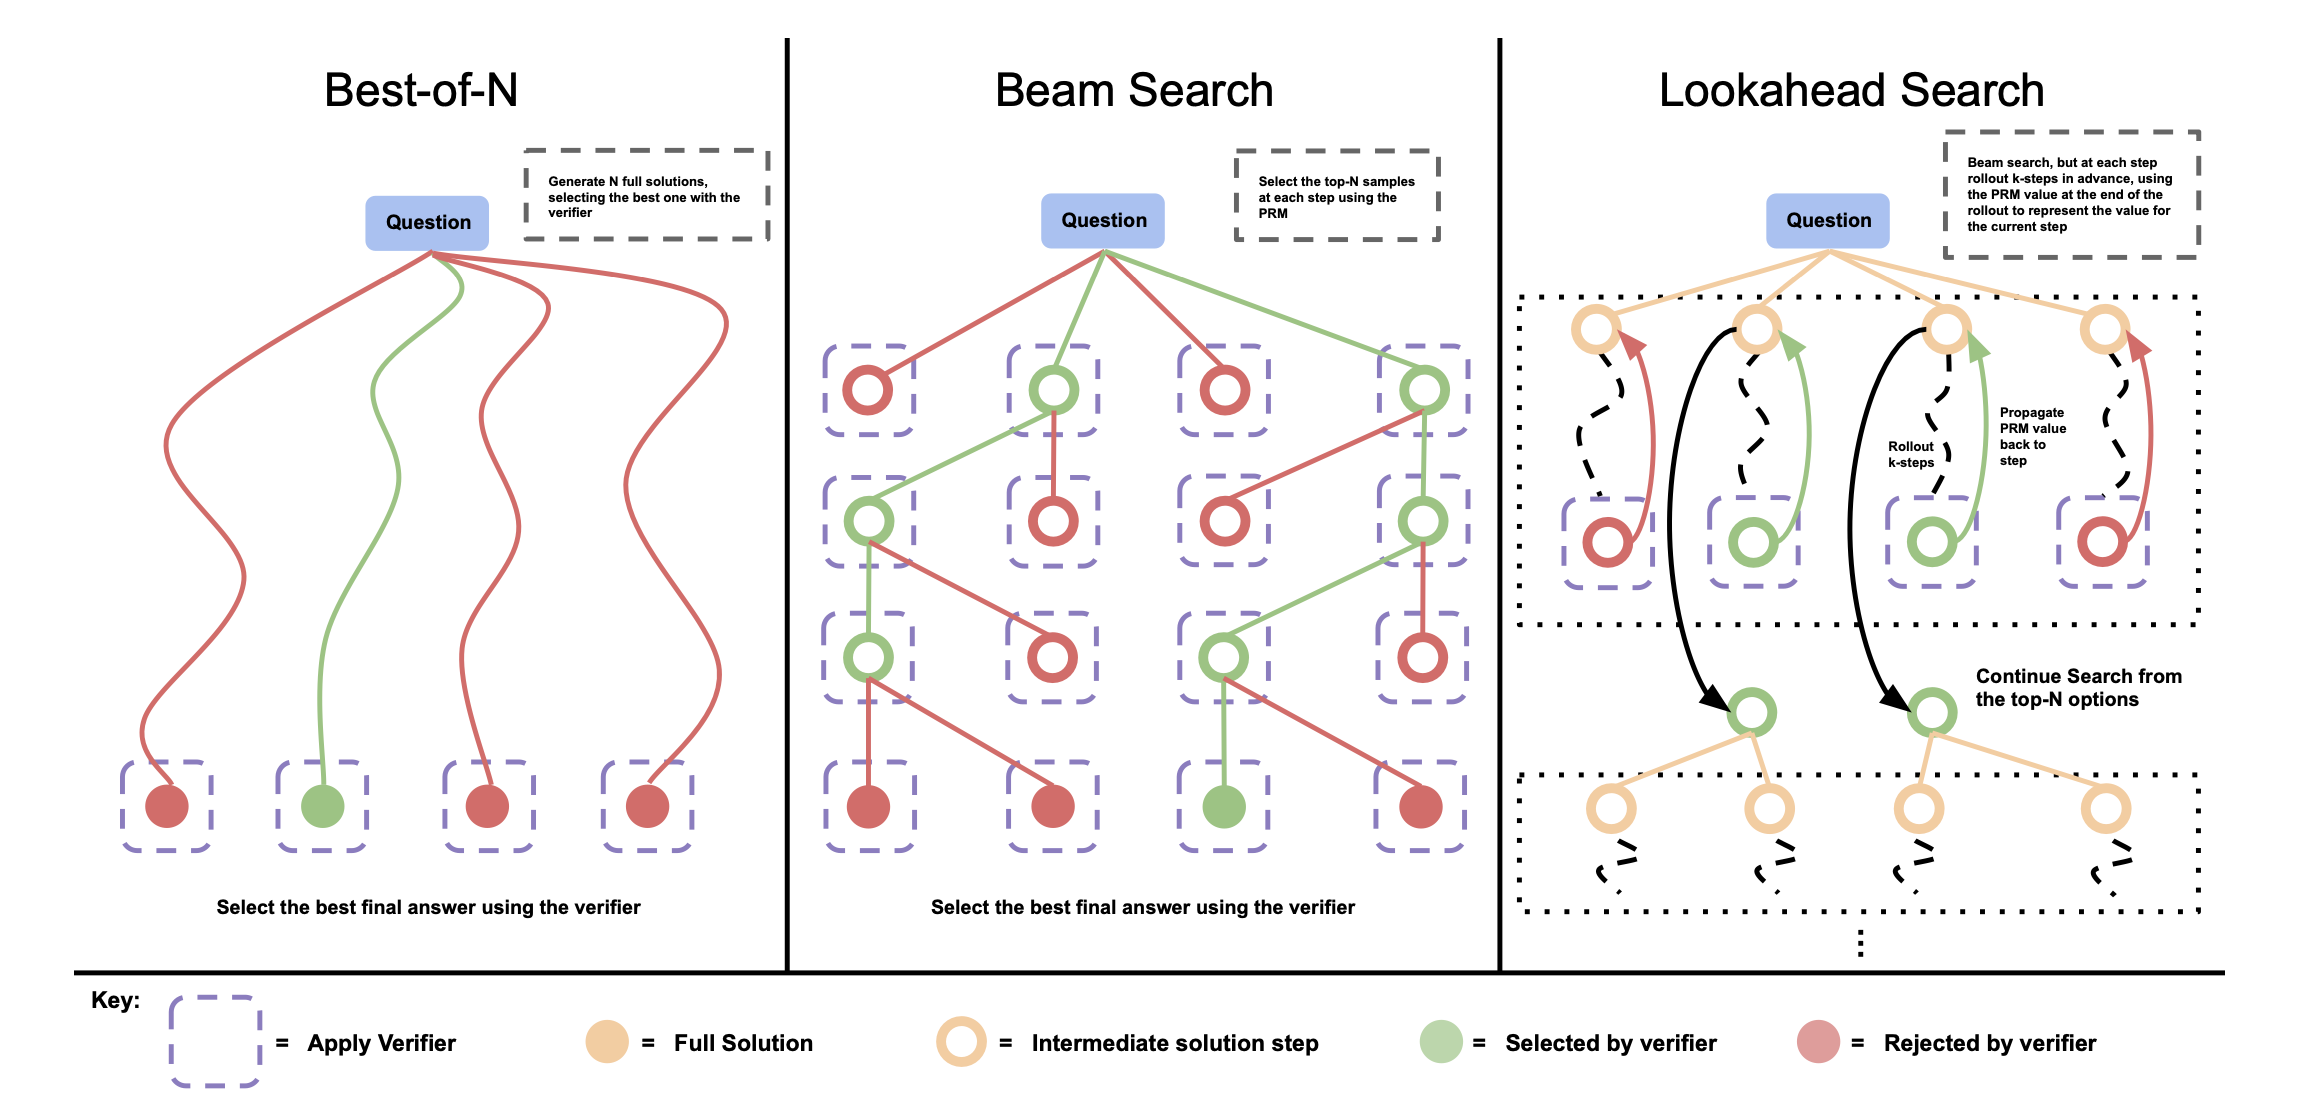 Best-of-N
Generate N full solutions,
selecting the best one with the
verifier
Question
Select the best final answer using the verifier
Beam Search
Select the top-N samples
at each step using the
PRM
Question
Select the best final answer using the verifier
Lookahead Search
Beam search, but at each step
rollout k-steps in advance, using
the PRM value at the end of the
rollout to represent the value for
the current step
Question
Rollout
k-steps
Propagate
PRM value
back to
step
Continue Search from
the top-N options
Key:
= Apply Verifier
= Full Solution
= Intermediate solution step
= Selected by verifier
= Rejected by verifier